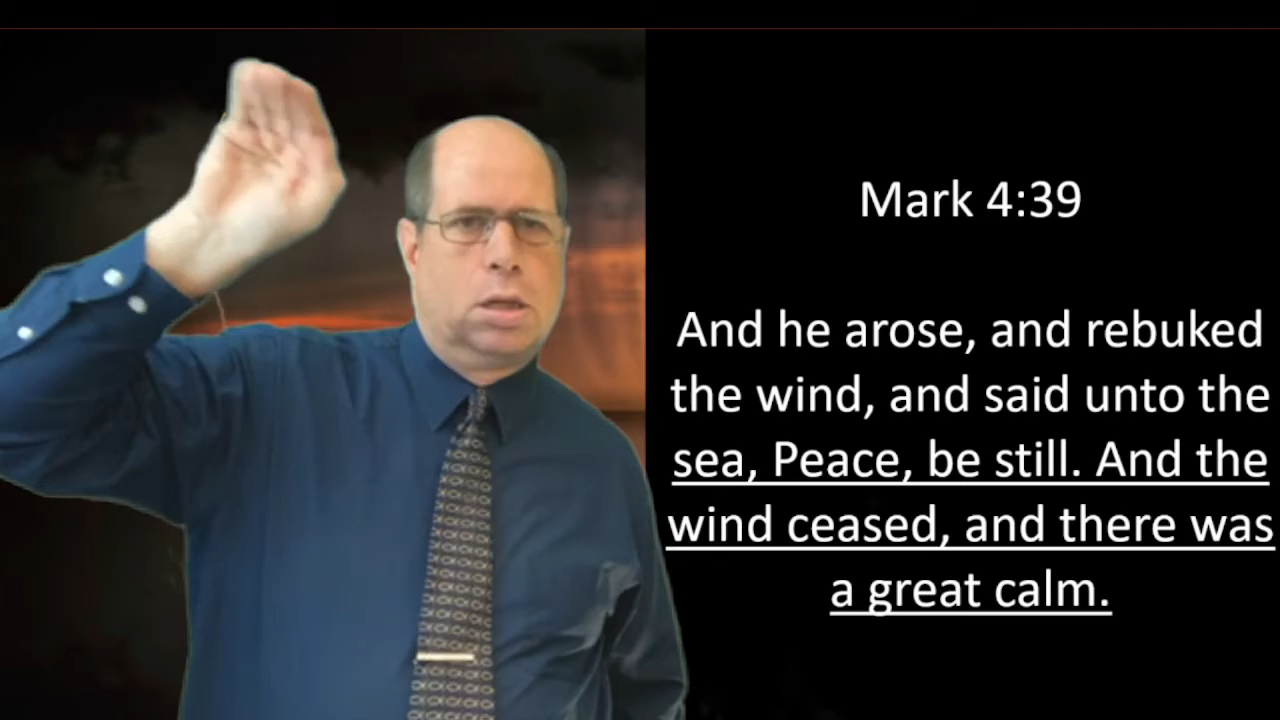 Mark 4:39
And he arose, and rebuked
the wind, and said unto the
sea, Peace, be still. And the
wind ceased, and there was
a great calm.